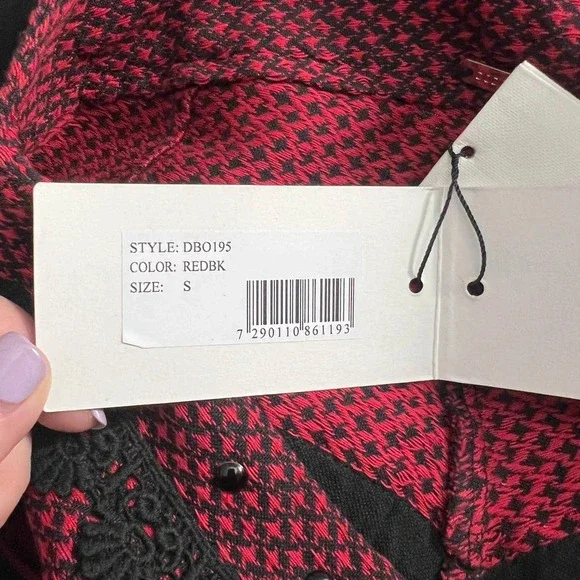 STYLE: DBO195
COLOR: REDBK
SIZE: S
7 290110 861193